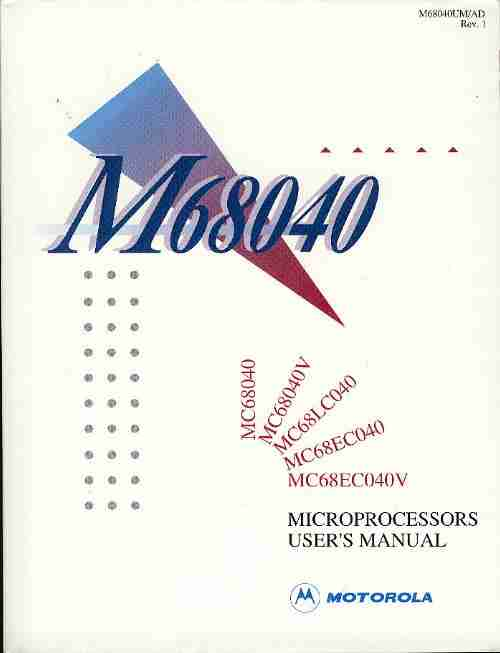 M68040UM/AD
Rev. 1
M68040
MC68040
MC68040V
MC68LC040
MC68EC040
MC68EC040V
MICROPROCESSORS
USER'S MANUAL
MOTOROLA